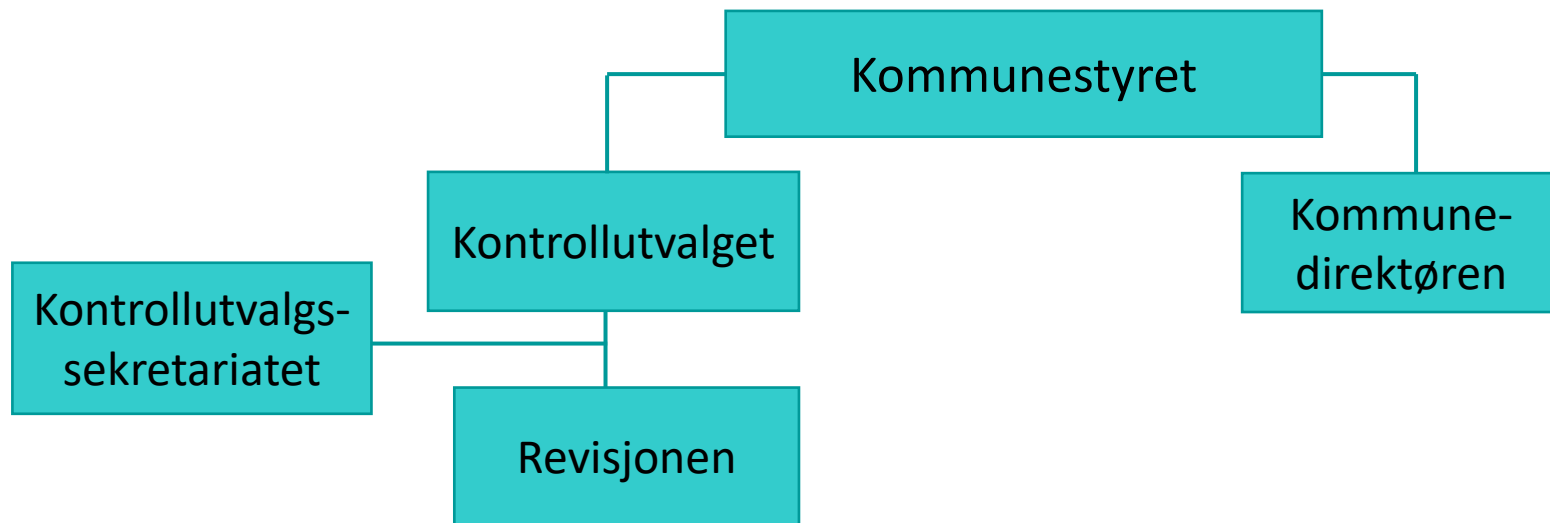 Kommunestyret
Kontrollutvalget
Kommune-
direktøren
Kontrollutvalgs-
sekretariatet
Revisjonen